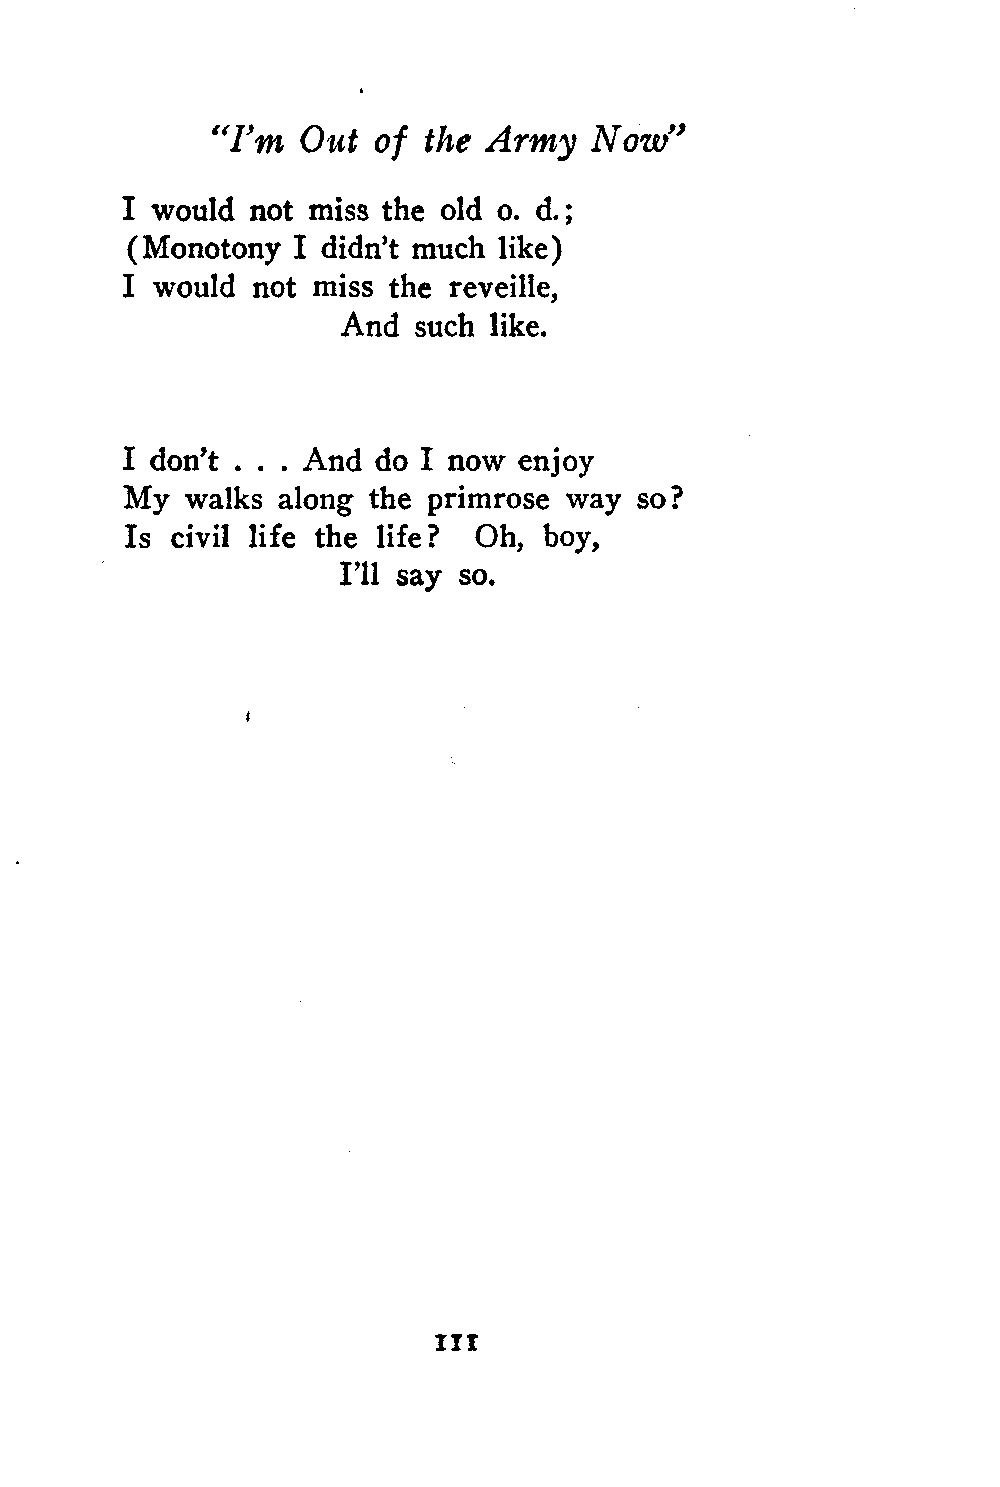 “I’m Out of the Army Now”
I would not miss the old o. d.;
(Monotony I didn’t much like)
I would not miss the reveille,
And such like.
I don’t . . . And do I now enjoy
My walks along the primrose way so?
Is civil life the life? Oh, boy,
I’ll say so.
111